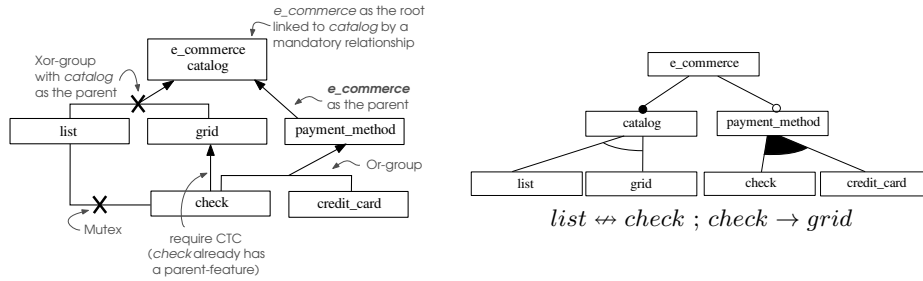 e_commerce as the root
linked to catalog by a
mandatory relationship
e_commerce
catalog
Xor-group
with catalog
as the parent
e_commerce
as the parent
list
grid
payment_method
Or-group
check
credit_card
Mutex
require CTC
(check already has
a parent-feature)
e_commerce
catalog
payment_method
list
grid
check
credit_card
list ↮ check ; check → grid